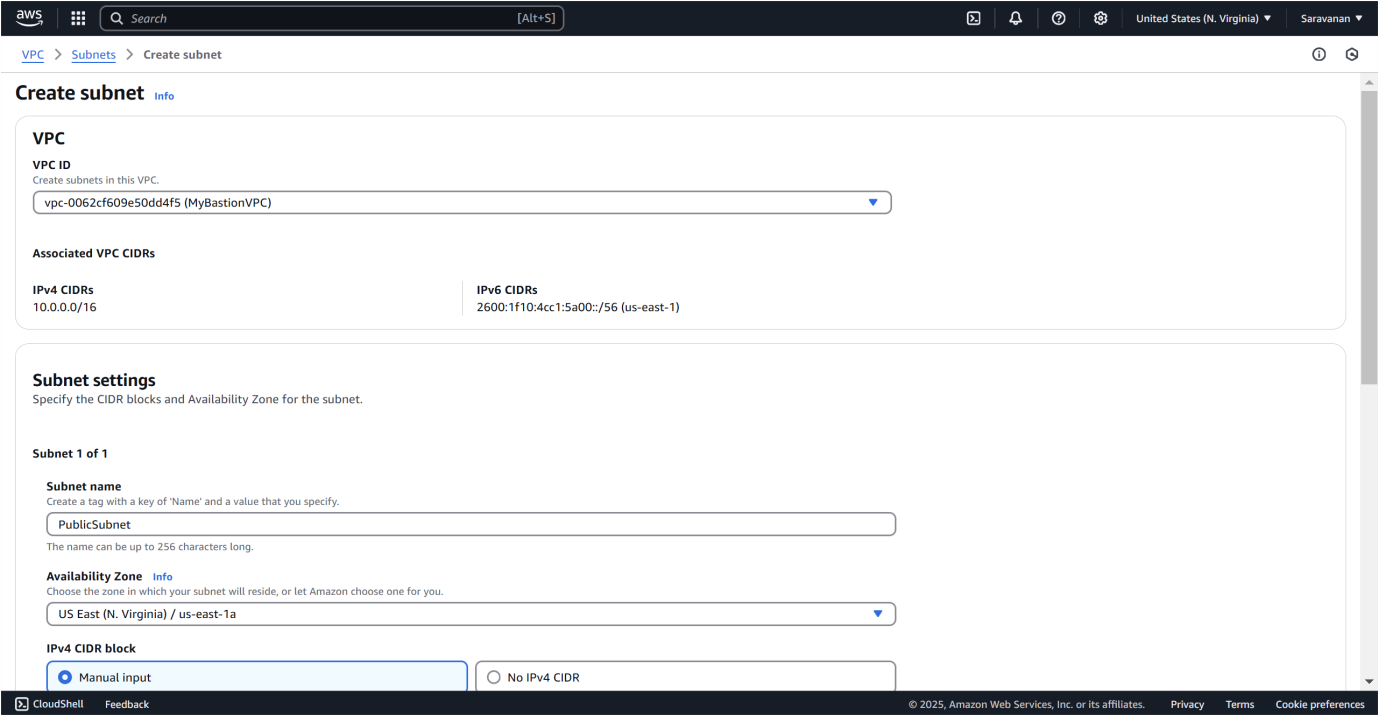 aws Search [Alt+S] United States (N. Virginia) Saravanan
VPC Subnets Create subnet
Create subnet Info
VPC
VPC ID
Create subnets in this VPC.
vpc-0062cf609e50dd4f5 (MyBastionVPC)
Associated VPC CIDRs
IPv4 CIDRs
10.0.0.0/16
IPv6 CIDRs
2600:1f10:4cc1:5a00::/56 (us-east-1)
Subnet settings
Specify the CIDR blocks and Availability Zone for the subnet.
Subnet 1 of 1
Subnet name
Create a tag with a key of 'Name' and a value that you specify.
PublicSubnet
The name can be up to 256 characters long.
Availability Zone Info
Choose the zone in which your subnet will reside, or let Amazon choose one for you.
US East (N. Virginia) / us-east-1a
IPv4 CIDR block
Manual input
No IPv4 CIDR
CloudShell Feedback © 2025, Amazon Web Services, Inc. or its affiliates. Privacy Terms Cookie preferences